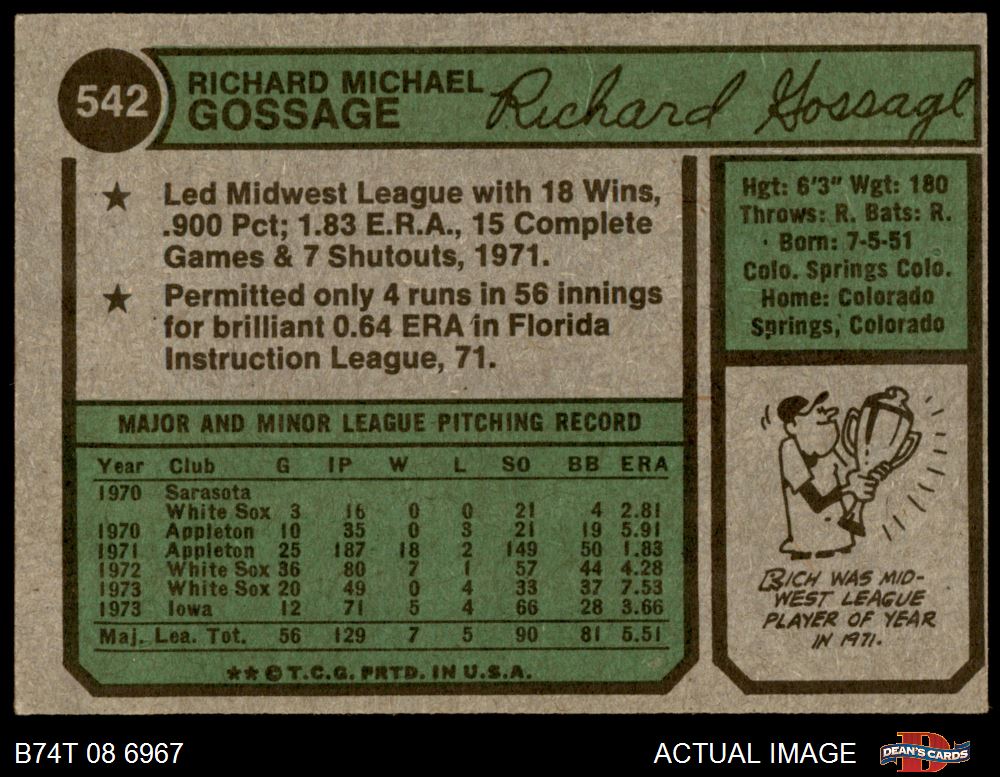 542
RICHARD MICHAEL
GOSSAGE
Richard Gossage
★ Led Midwest League with 18 Wins,
.900 Pct; 1.83 E.R.A., 15 Complete
Games & 7 Shutouts, 1971.
★ Permitted only 4 runs in 56 innings
for brilliant 0.64 ERA in Florida
Instruction League, 71.
Hgt: 6'3" Wgt: 180
Throws: R. Bats: R.
Born: 7-5-51
Colo. Springs Colo.
Home: Colorado
Springs, Colorado
MAJOR AND MINOR LEAGUE PITCHING RECORD
Year Club G IP W L SO BB ERA
1970 Sarasota
White Sox 3 16 0 0 21 4 2.81
1970 Appleton 10 35 0 3 21 19 5.91
1971 Appleton 25 187 18 2 149 50 1.83
1972 White Sox 36 80 7 1 57 44 4.28
1973 White Sox 20 49 0 4 33 37 7.53
1973 Iowa 12 71 5 4 66 28 3.66
Maj. Lea. Tot. 56 129 7 5 90 81 5.51
★★ © T.C.G. PRTD. IN U.S.A.
RICH WAS MID-
WEST LEAGUE
PLAYER OF YEAR
IN 1971.
B74T 08 6967
ACTUAL IMAGE
DEAN'S CARDS